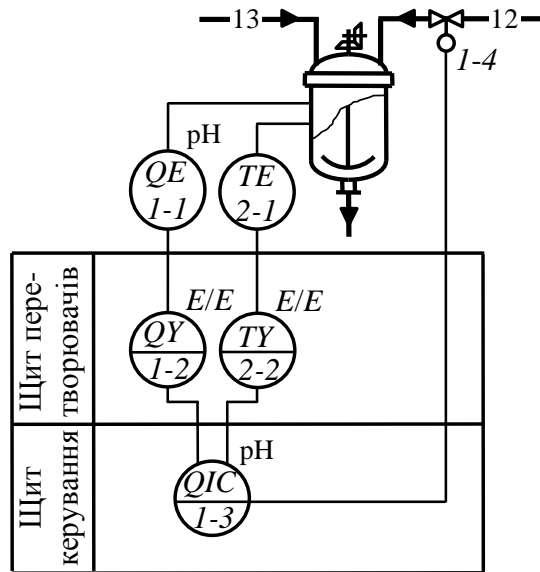 13
12
1-4
pH
QE
1-1
TE
2-1
E/E
E/E
Щит пере-
творювачів
QY
1-2
TY
2-2
Щит
керування
pH
QIC
1-3